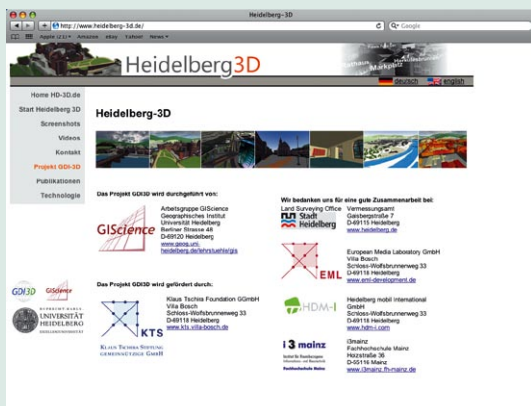 Heidelberg-3D
http://www.heidelberg-3d.de/
Google
Apple (21) Amazon eBay Yahoo! News
Heidelberg3D
Rathaus
Marktplatz
deutsch english
Home HD-3D.de
Start Heidelberg 3D
Screenshots
Videos
Kontakt
Projekt GDI-3D
Publikationen
Technologie
Heidelberg-3D
Das Projekt GDI3D wird durchgeführt von:
GIScience
Arbeitsgruppe GIScience
Geographisches Institut
Universität Heidelberg
Berliner Strasse 48
D-69120 Heidelberg
www.geog.uni-
heidelberg.de/lehrstuehle/gis
Das Projekt GDI3D wird gefördert durch:
KTS
Klaus Tschira Stiftung
gemeinnützige GmbH
Klaus Tschira Foundation GGmbH
Villa Bosch
Schloss-Wolfsbrunnenweg 33
D-69118 Heidelberg
www.kts.villa-bosch.de
Wir bedanken uns für eine gute Zusammenarbeit bei:
Land Surveying Office Vermessungsamt
Stadt
Heidelberg
Gaisbergstraße 7
D-69115 Heidelberg
www.heidelberg.de
EML
European Media Laboratory GmbH
Villa Bosch
Schloss-Wolfsbrunnenweg 33
D-69118 Heidelberg
www.eml-development.de
HDM-I
Heidelberg mobil international
GmbH
Schloss-Wolfsbrunnenweg 33
D-69118 Heidelberg
www.hdm-i.com
i3 mainz
Fachhochschule Mainz
i3mainz
Fachhochschule Mainz
Holzstraße 36
D-55116 Mainz
www.i3mainz.fh-mainz.de
GDI3D GIScience
UNIVERSITÄT
HEIDELBERG